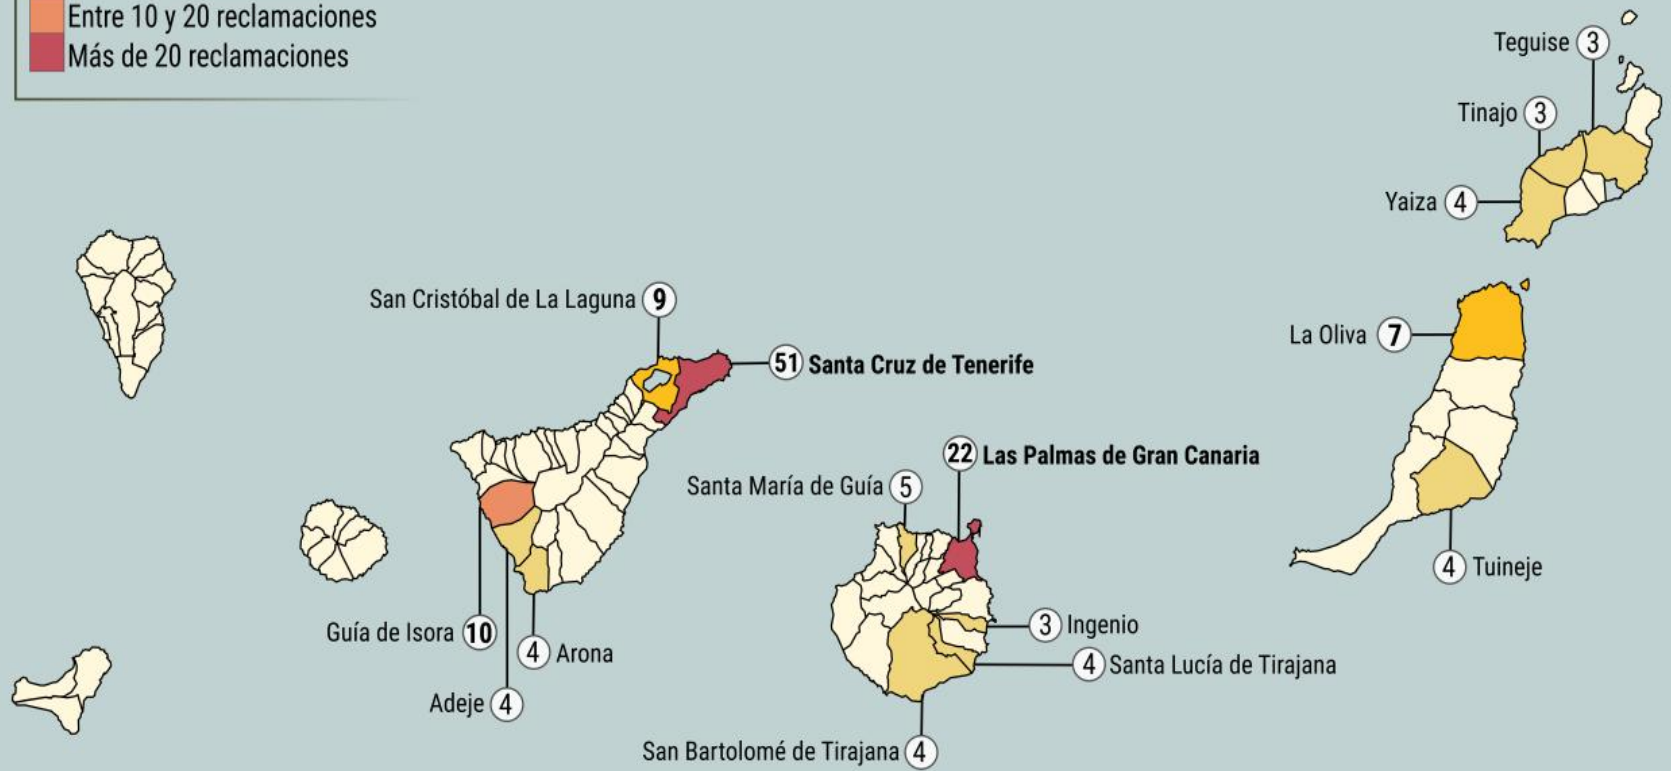 Entre 10 y 20 reclamaciones
Más de 20 reclamaciones
Teguise 3
Tinajo 3
Yaiza 4
San Cristóbal de La Laguna 9
La Oliva 7
51 Santa Cruz de Tenerife
22 Las Palmas de Gran Canaria
Santa María de Guía 5
4 Tuineje
Guía de Isora 10
3 Ingenio
4 Arona
4 Santa Lucía de Tirajana
Adeje 4
San Bartolomé de Tirajana 4